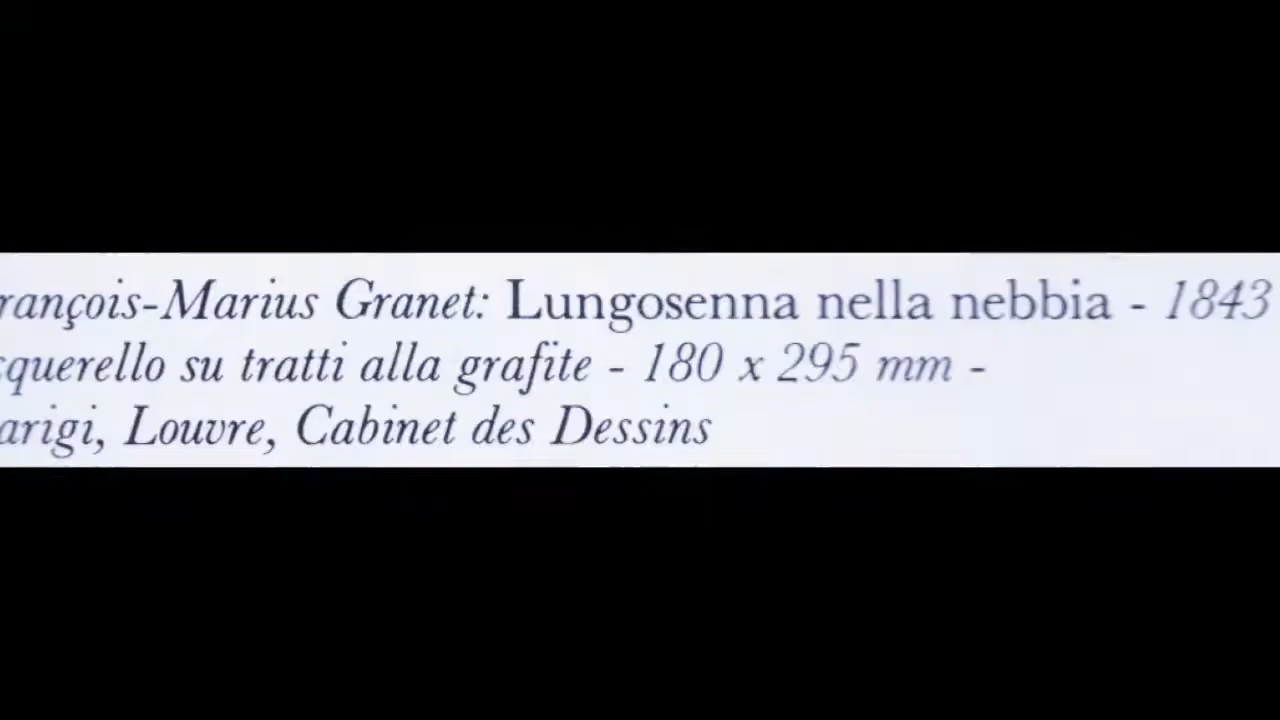 rançois-Marius Granet: Lungosenna nella nebbia - 1843
querello su tratti alla grafite - 180 x 295 mm -
arigi, Louvre, Cabinet des Dessins